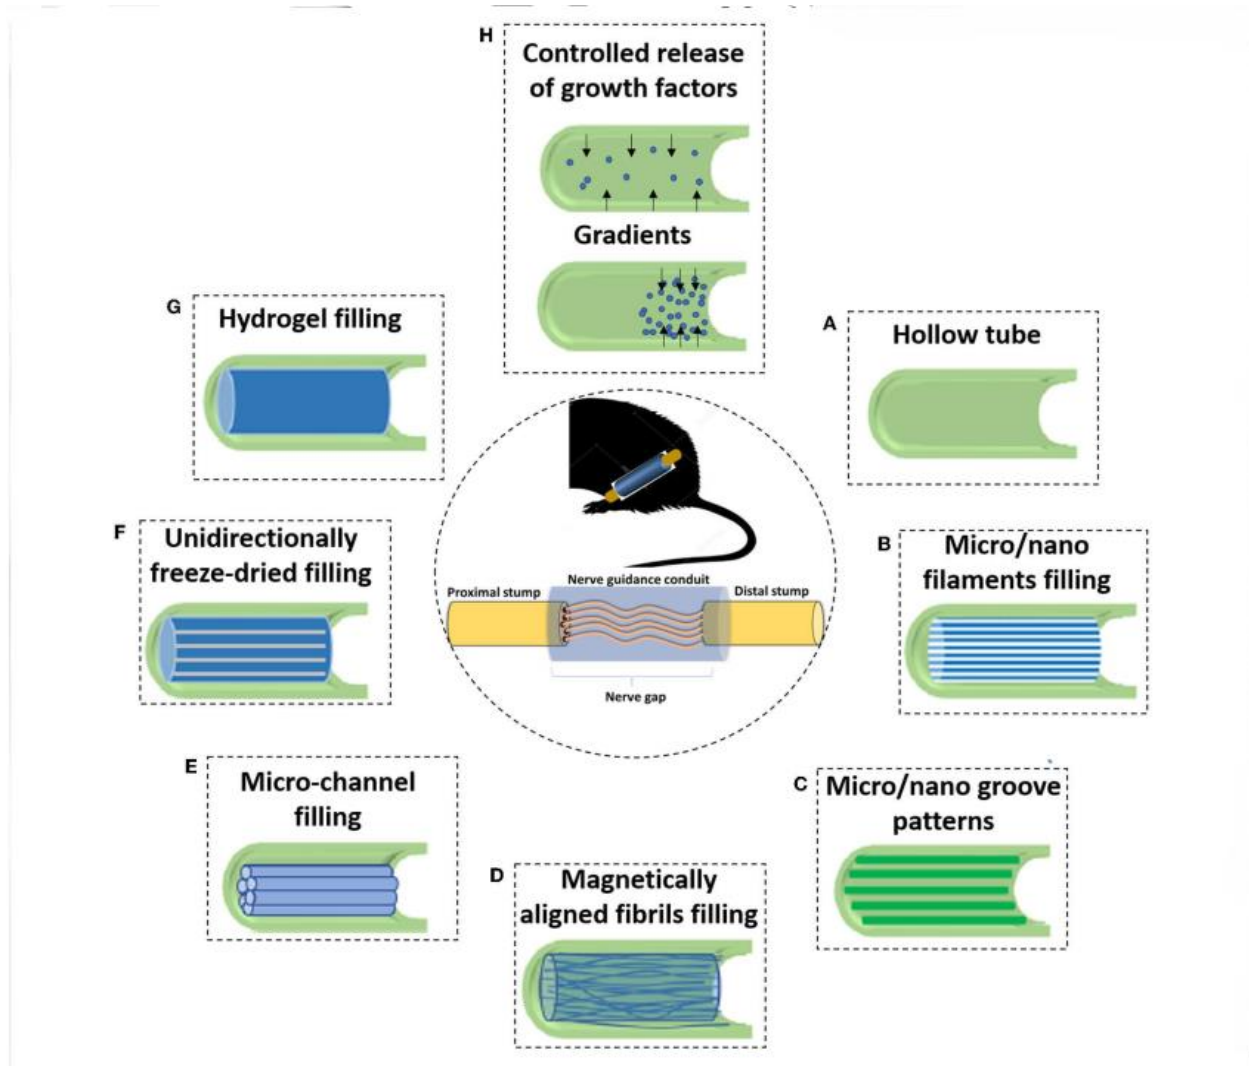 H
Controlled release
of growth factors
Gradients
G
Hydrogel filling
A
Hollow tube
F
Unidirectionally
freeze-dried filling
B
Micro/nano
filaments filling
Nerve guidance conduit
Proximal stump
Distal stump
Nerve gap
E
Micro-channel
filling
C
Micro/nano groove
patterns
D
Magnetically
aligned fibrils filling